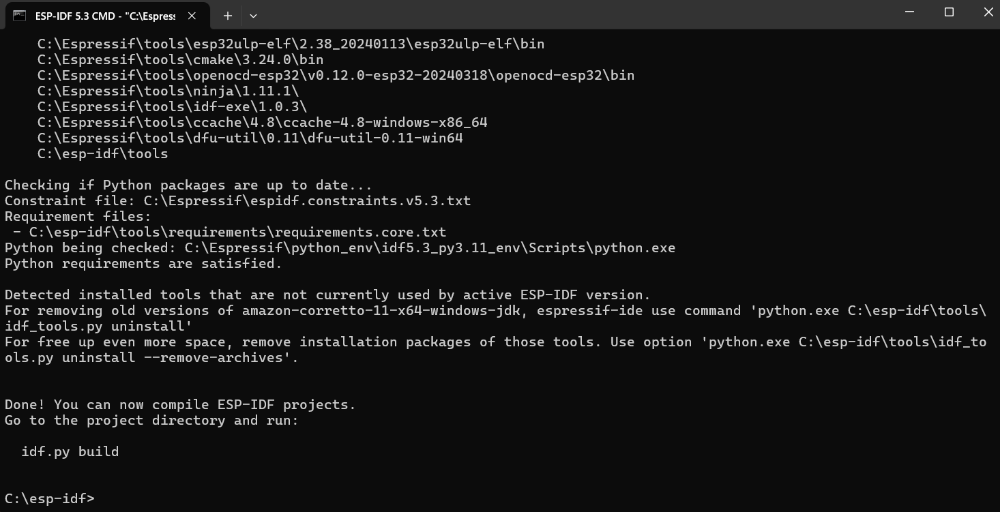 ESP-IDF 5.3 CMD - "C:\Espress
C:\Espressif\tools\esp32ulp-elf\2.38_20240113\esp32ulp-elf\bin
C:\Espressif\tools\cmake\3.24.0\bin
C:\Espressif\tools\openocd-esp32\v0.12.0-esp32-20240318\openocd-esp32\bin
C:\Espressif\tools\ninja\1.11.1\
C:\Espressif\tools\idf-exe\1.0.3\
C:\Espressif\tools\ccache\4.8\ccache-4.8-windows-x86_64
C:\Espressif\tools\dfu-util\0.11\dfu-util-0.11-win64
C:\esp-idf\tools
Checking if Python packages are up to date...
Constraint file: C:\Espressif\espidf.constraints.v5.3.txt
Requirement files:
- C:\esp-idf\tools\requirements\requirements.core.txt
Python being checked: C:\Espressif\python_env\idf5.3_py3.11_env\Scripts\python.exe
Python requirements are satisfied.
Detected installed tools that are not currently used by active ESP-IDF version.
For removing old versions of amazon-corretto-11-x64-windows-jdk, espressif-ide use command 'python.exe C:\esp-idf\tools\
idf_tools.py uninstall'
For free up even more space, remove installation packages of those tools. Use option 'python.exe C:\esp-idf\tools\idf_to
ols.py uninstall --remove-archives'.
Done! You can now compile ESP-IDF projects.
Go to the project directory and run:
idf.py build
C:\esp-idf>